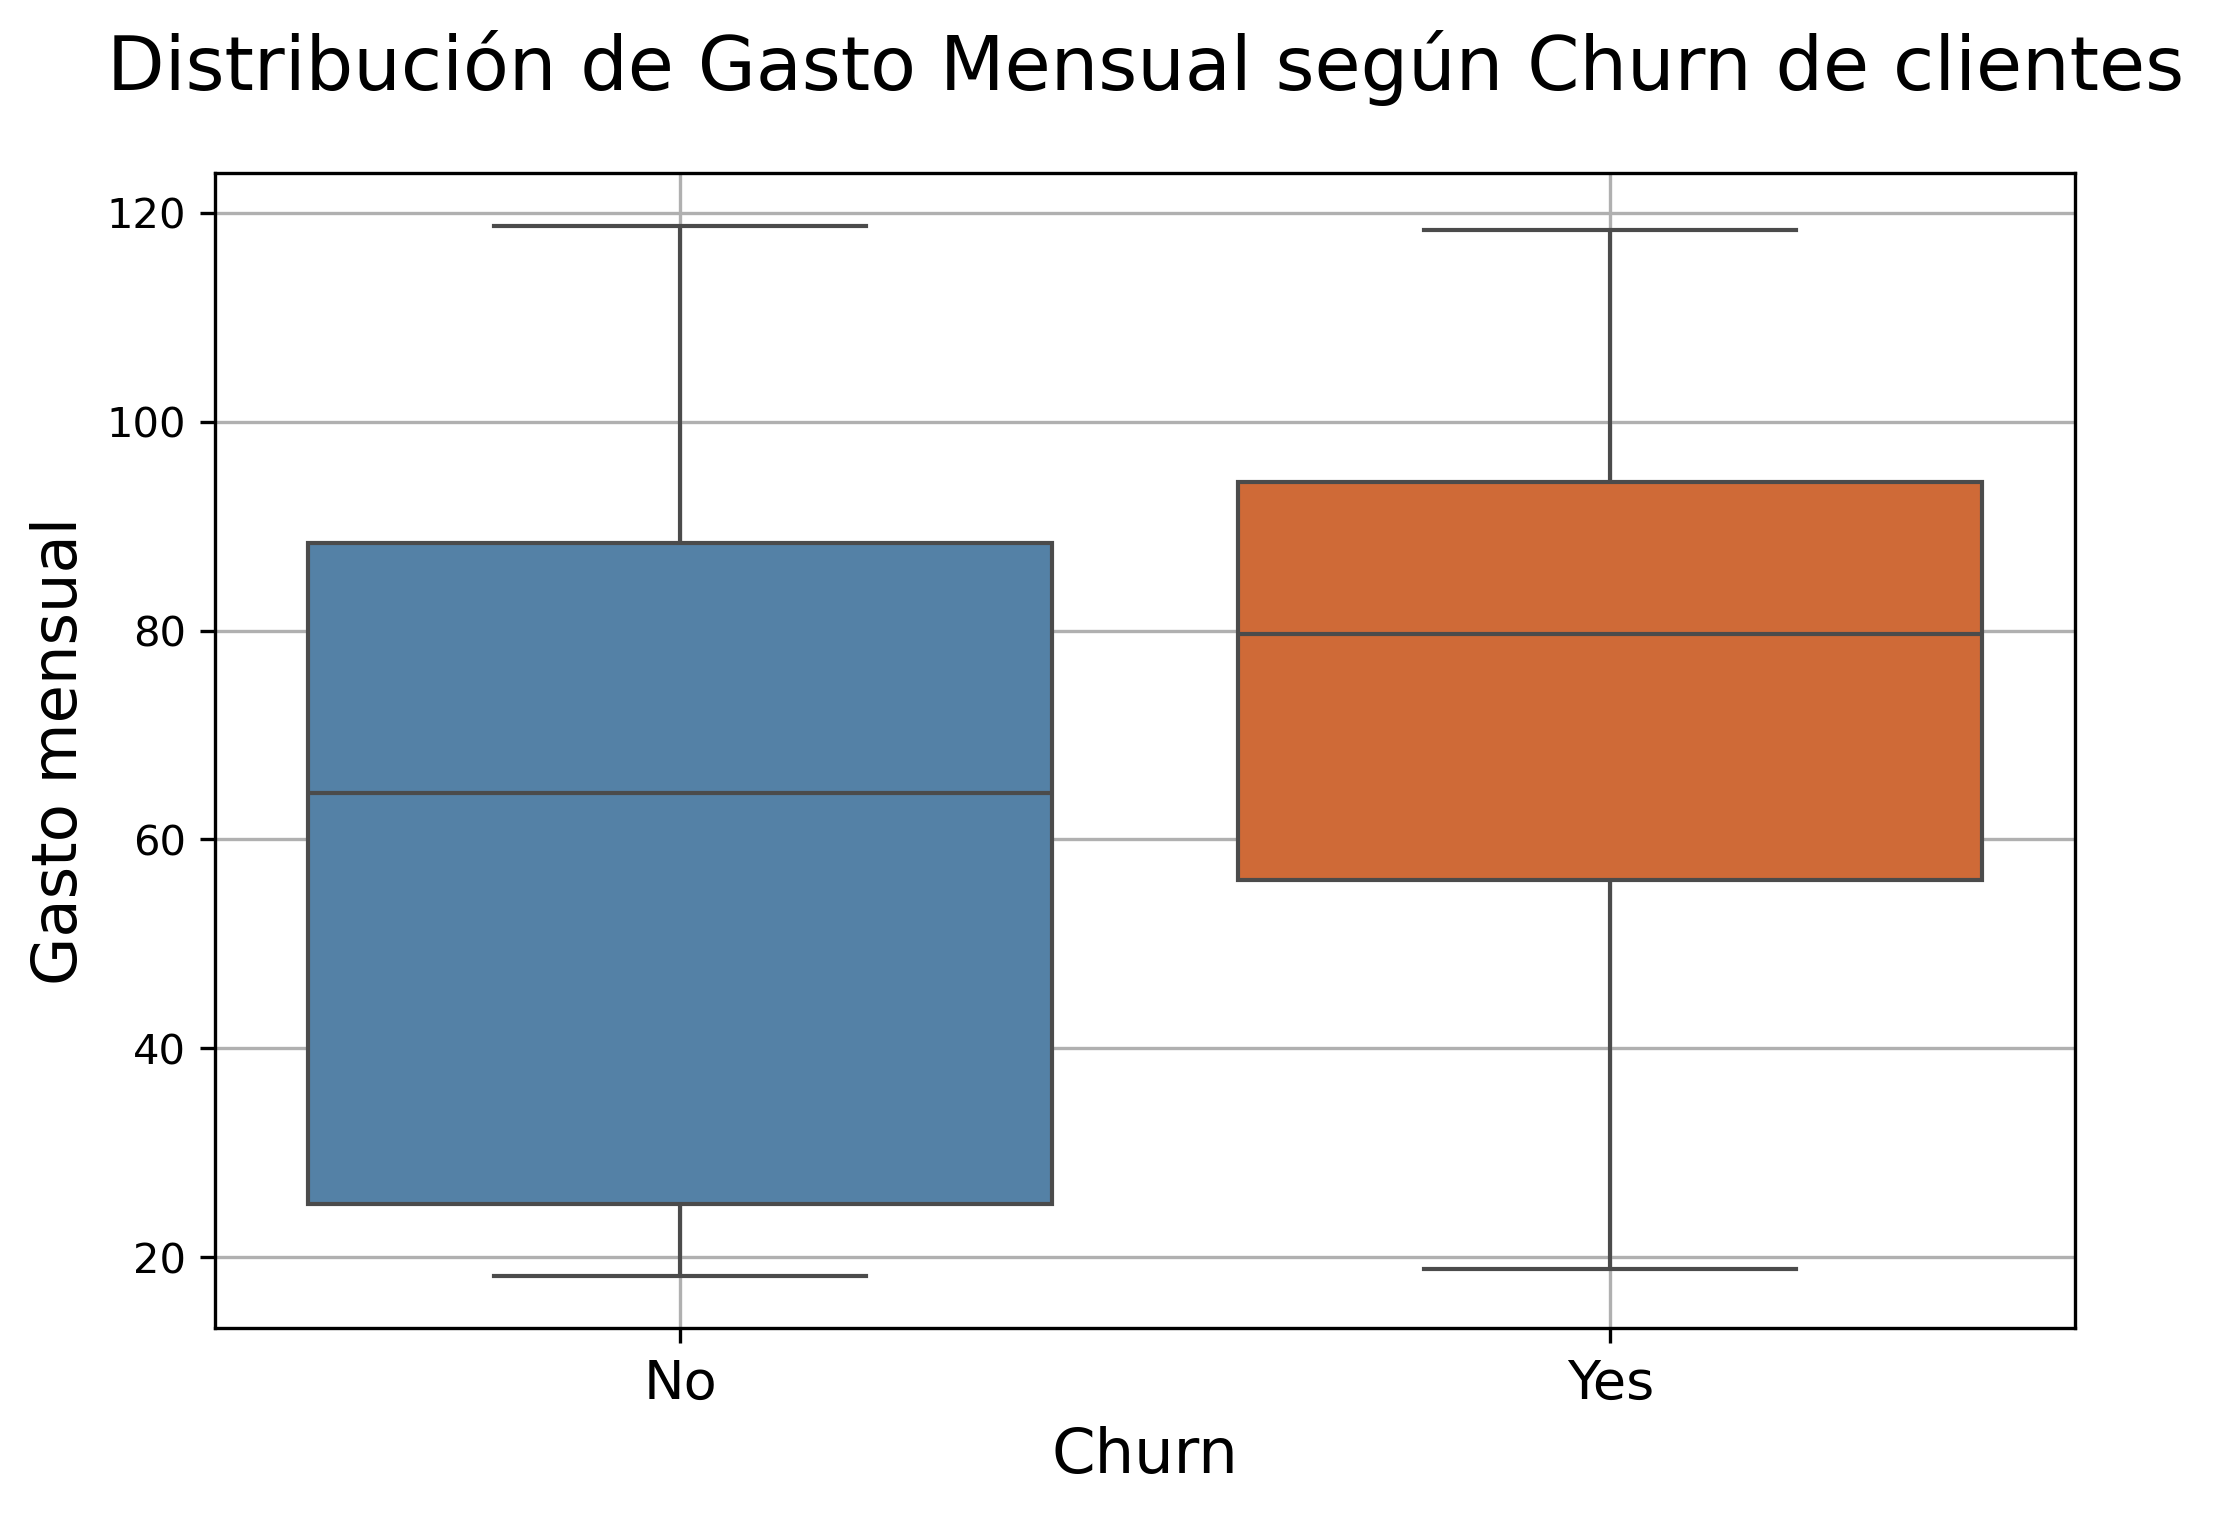 Distribución de Gasto Mensual según Churn de clientes
Gasto mensual
120
100
80
60
40
20
No
Yes
Churn